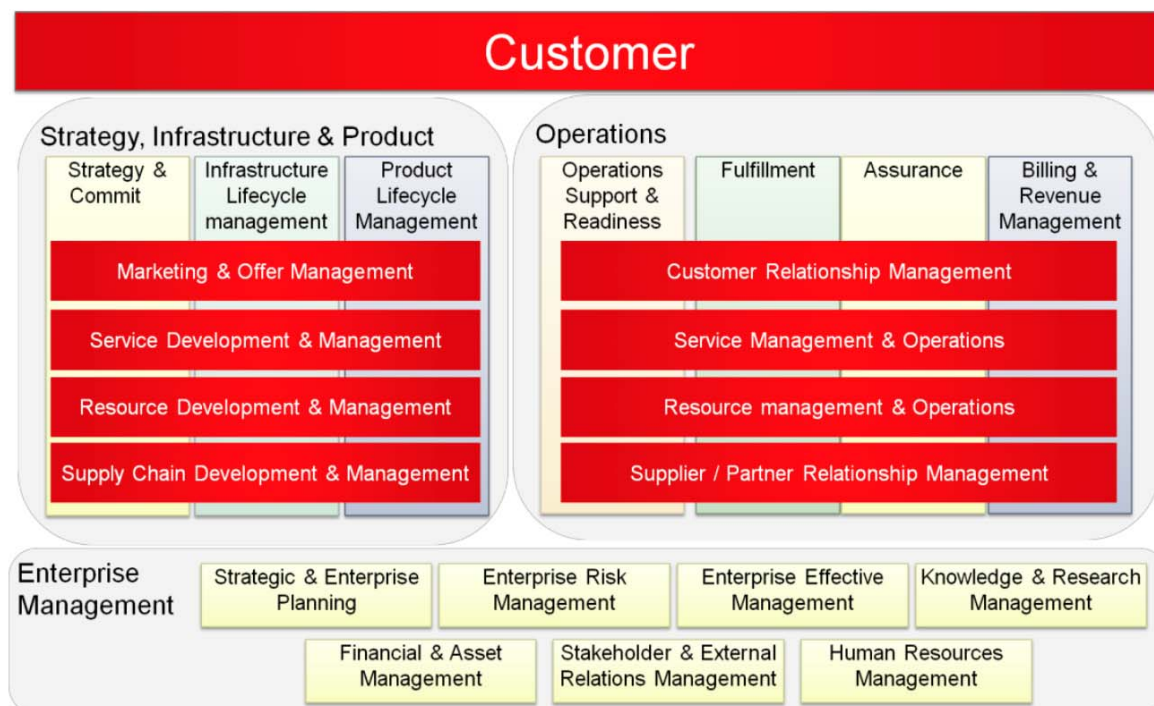 Customer
Strategy, Infrastructure & Product
Strategy &
Commit
Infrastructure
Lifecycle
management
Product
Lifecycle
Management
Marketing & Offer Management
Service Development & Management
Resource Development & Management
Supply Chain Development & Management
Operations
Operations
Support &
Readiness
Fulfillment
Assurance
Billing &
Revenue
Management
Customer Relationship Management
Service Management & Operations
Resource management & Operations
Supplier / Partner Relationship Management
Enterprise
Management
Strategic & Enterprise
Planning
Enterprise Risk
Management
Enterprise Effective
Management
Knowledge & Research
Management
Financial & Asset
Management
Stakeholder & External
Relations Management
Human Resources
Management